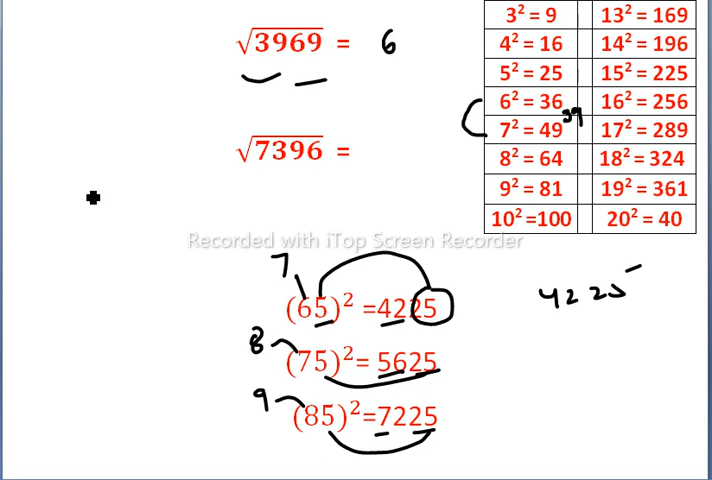 √3969 = 6
√7396 =
3² = 9 13² = 169
4² = 16 14² = 196
5² = 25 15² = 225
6² = 36 16² = 256
39
7² = 49 17² = 289
8² = 64 18² = 324
9² = 81 19² = 361
10² =100 20² = 40
Recorded with iTop Screen Recorder
7
(65)² =4225
4225
8
(75)²= 5625
9
(85)²=7225